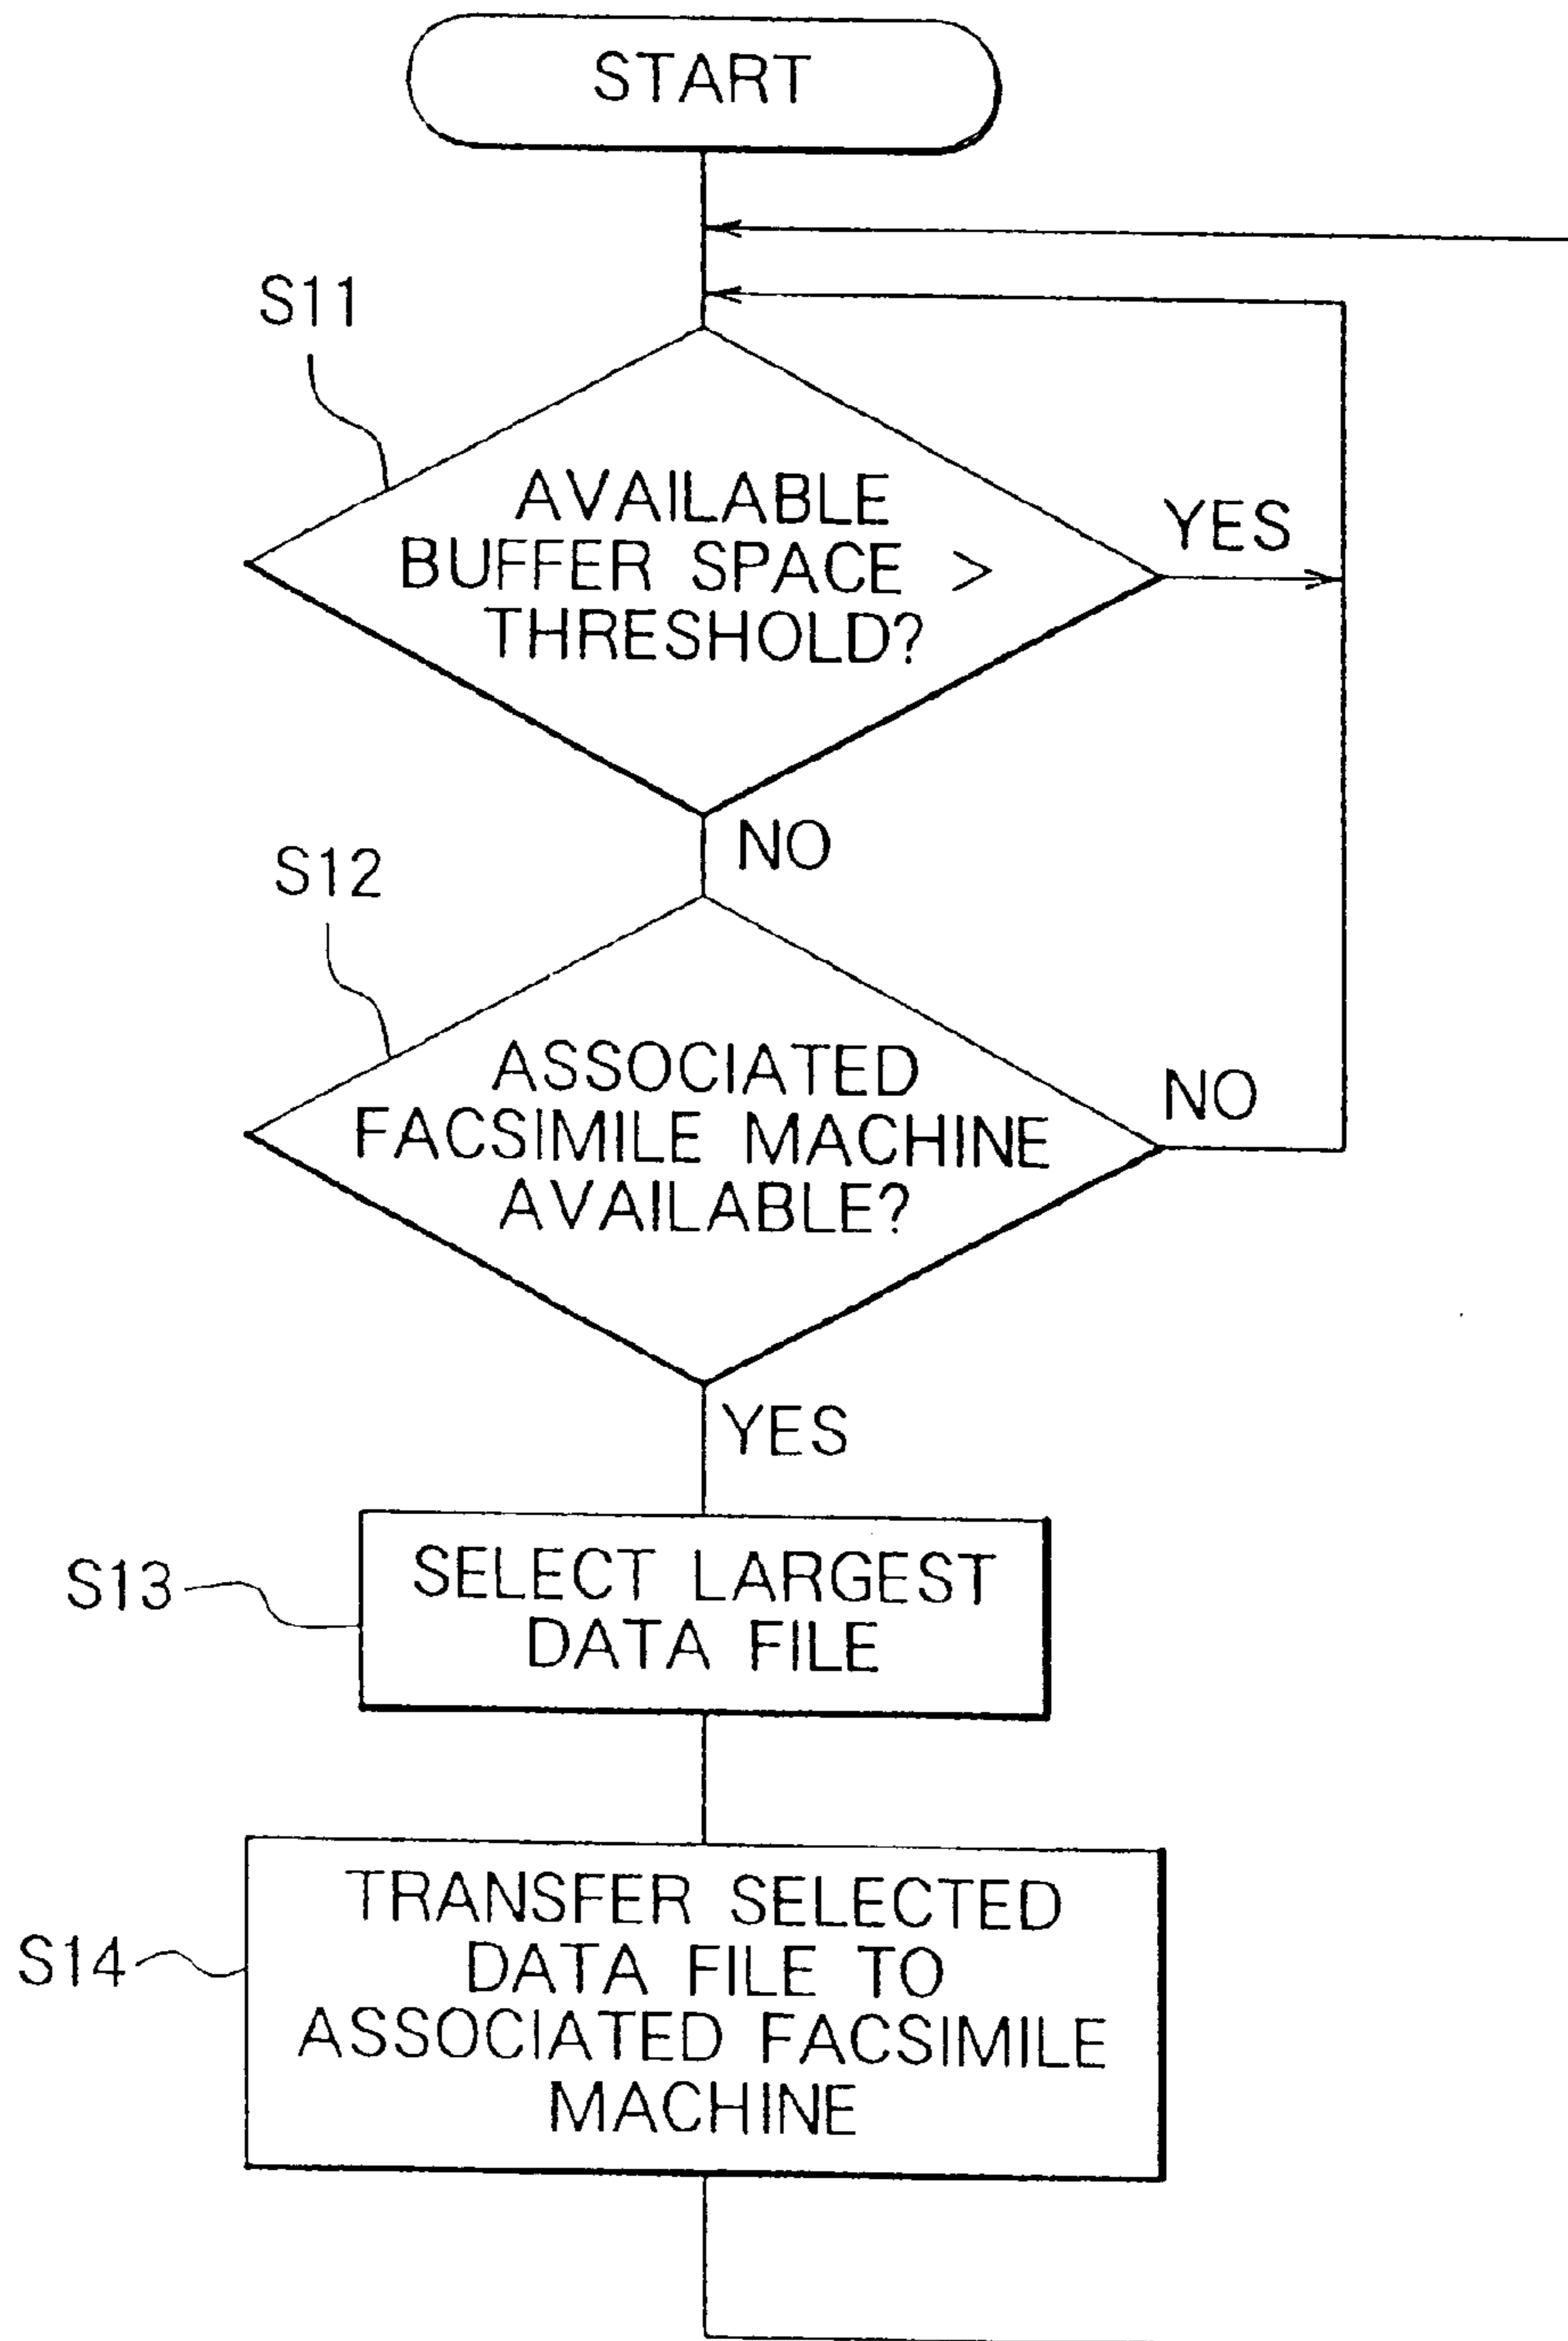 START
S11
AVAILABLE
BUFFER SPACE >
THRESHOLD?
YES
NO
S12
ASSOCIATED
FACSIMILE MACHINE
AVAILABLE?
NO
YES
S13
SELECT LARGEST
DATA FILE
S14
TRANSFER SELECTED
DATA FILE TO
ASSOCIATED FACSIMILE
MACHINE